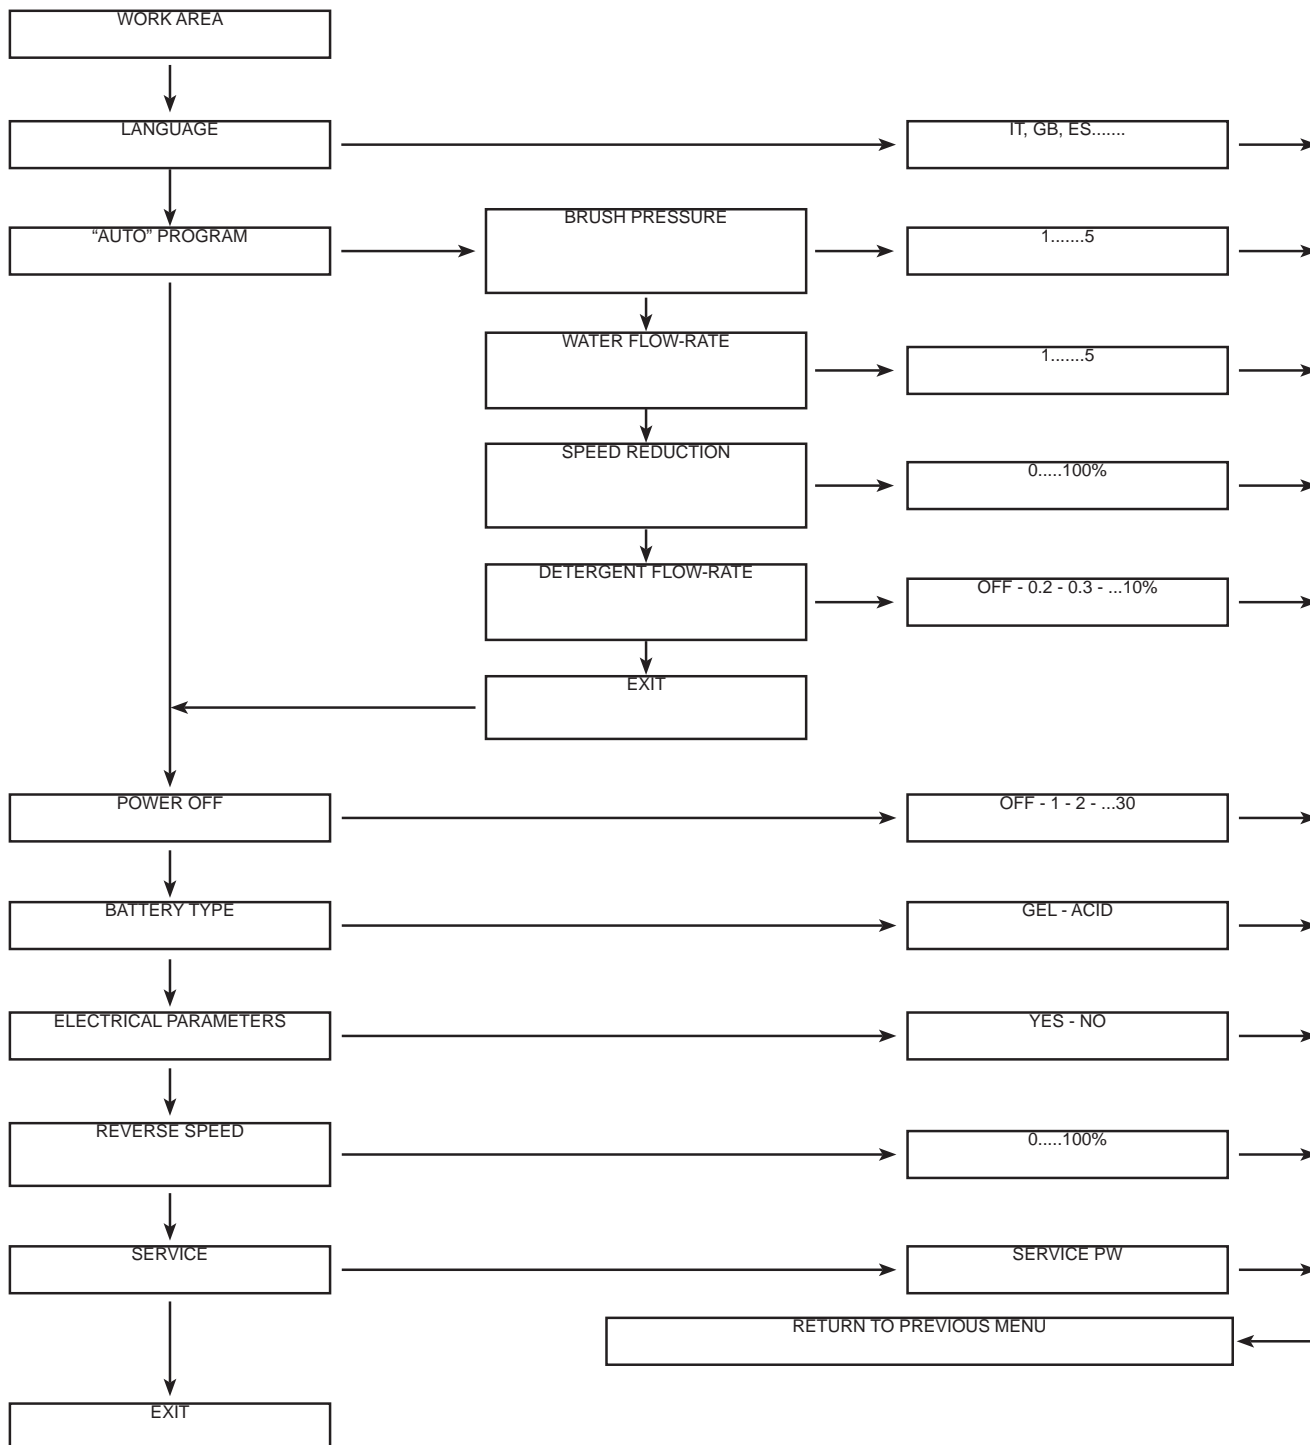 WORK AREA
LANGUAGE
IT, GB, ES.......
“AUTO” PROGRAM
BRUSH PRESSURE
1.......5
WATER FLOW-RATE
1.......5
SPEED REDUCTION
0.....100%
DETERGENT FLOW-RATE
OFF - 0.2 - 0.3 - ...10%
EXIT
POWER OFF
OFF - 1 - 2 - ...30
BATTERY TYPE
GEL - ACID
ELECTRICAL PARAMETERS
YES - NO
REVERSE SPEED
0.....100%
SERVICE
SERVICE PW
RETURN TO PREVIOUS MENU
EXIT